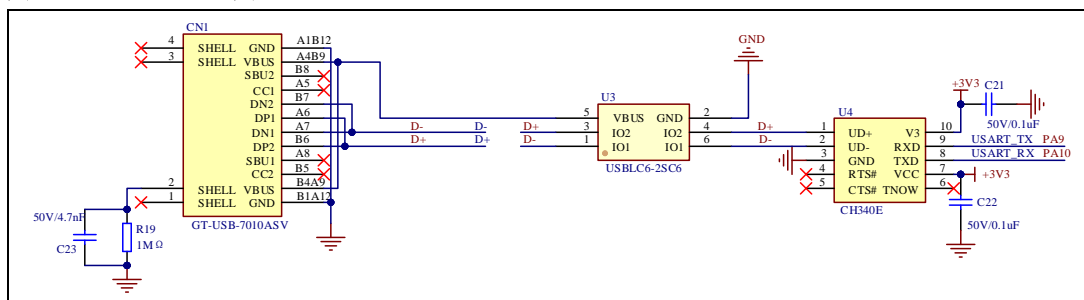 CN1
4 SHELL GND A1B12
3 SHELL VBUS A4B9
SBU2 B8
CC1 A5
DN2 B7
DP1 A6
DN1 A7
DP2 B6
SBU1 A8
CC2 B5
2 SHELL VBUS B4A9
1 SHELL GND B1A12
GT-USB-7010ASV
50V/4.7nF
C23
R19
1MΩ
D- D- D+
D+ D+ D-
GND
U3
5 VBUS GND 2
3 IO2 IO2 4
1 IO1 IO1 6
USBLC6-2SC6
D+
D-
U4
1 UD+ V3 10
2 UD- RXD 9
3 GND TXD 8
4 RTS# VCC 7
5 CTS# TNOW 6
CH340E
+3V3
C21
50V/0.1uF
USART_TX PA9
USART_RX PA10
+3V3
C22
50V/0.1uF